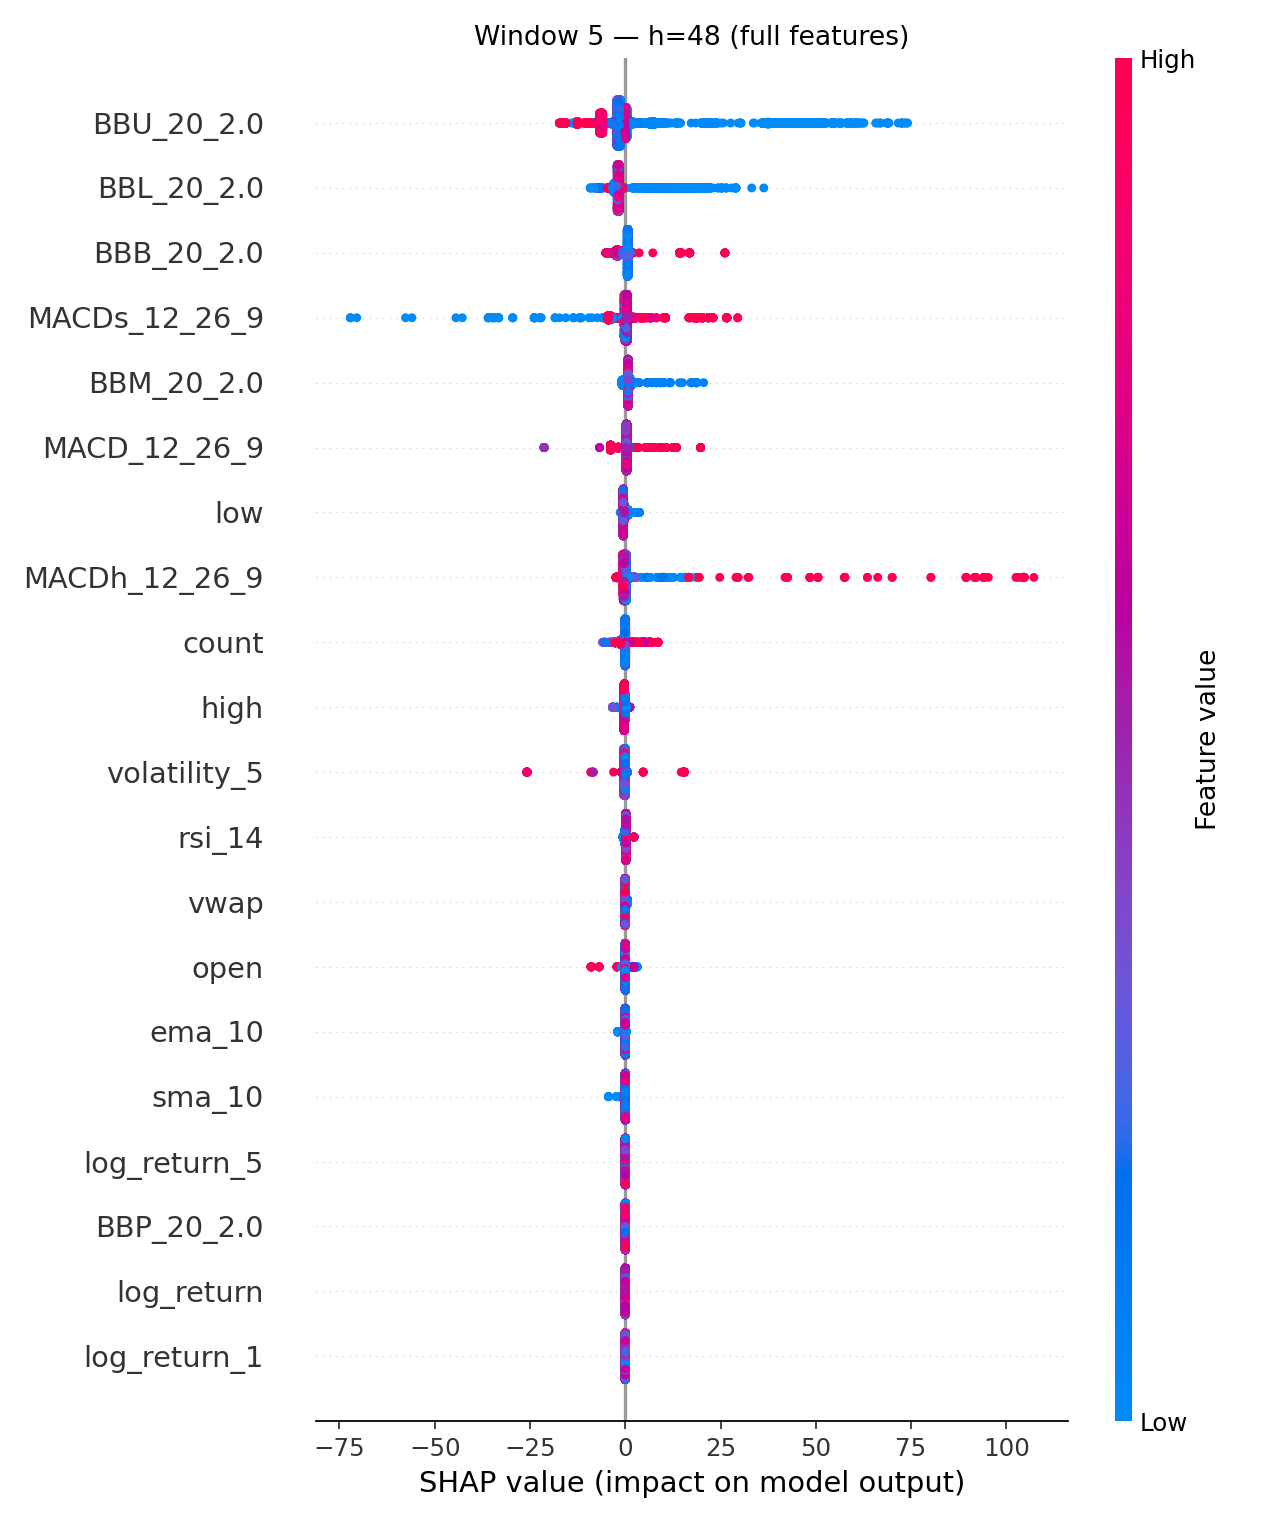 Window 5 — h=48 (full features)
High
BBU_20_2.0
BBL_20_2.0
BBB_20_2.0
MACDs_12_26_9
BBM_20_2.0
MACD_12_26_9
low
MACDh_12_26_9
count
high
volatility_5
rsi_14
vwap
open
ema_10
sma_10
log_return_5
BBP_20_2.0
log_return
log_return_1
Feature value
Low
−75 −50 −25 0 25 50 75 100
SHAP value (impact on model output)